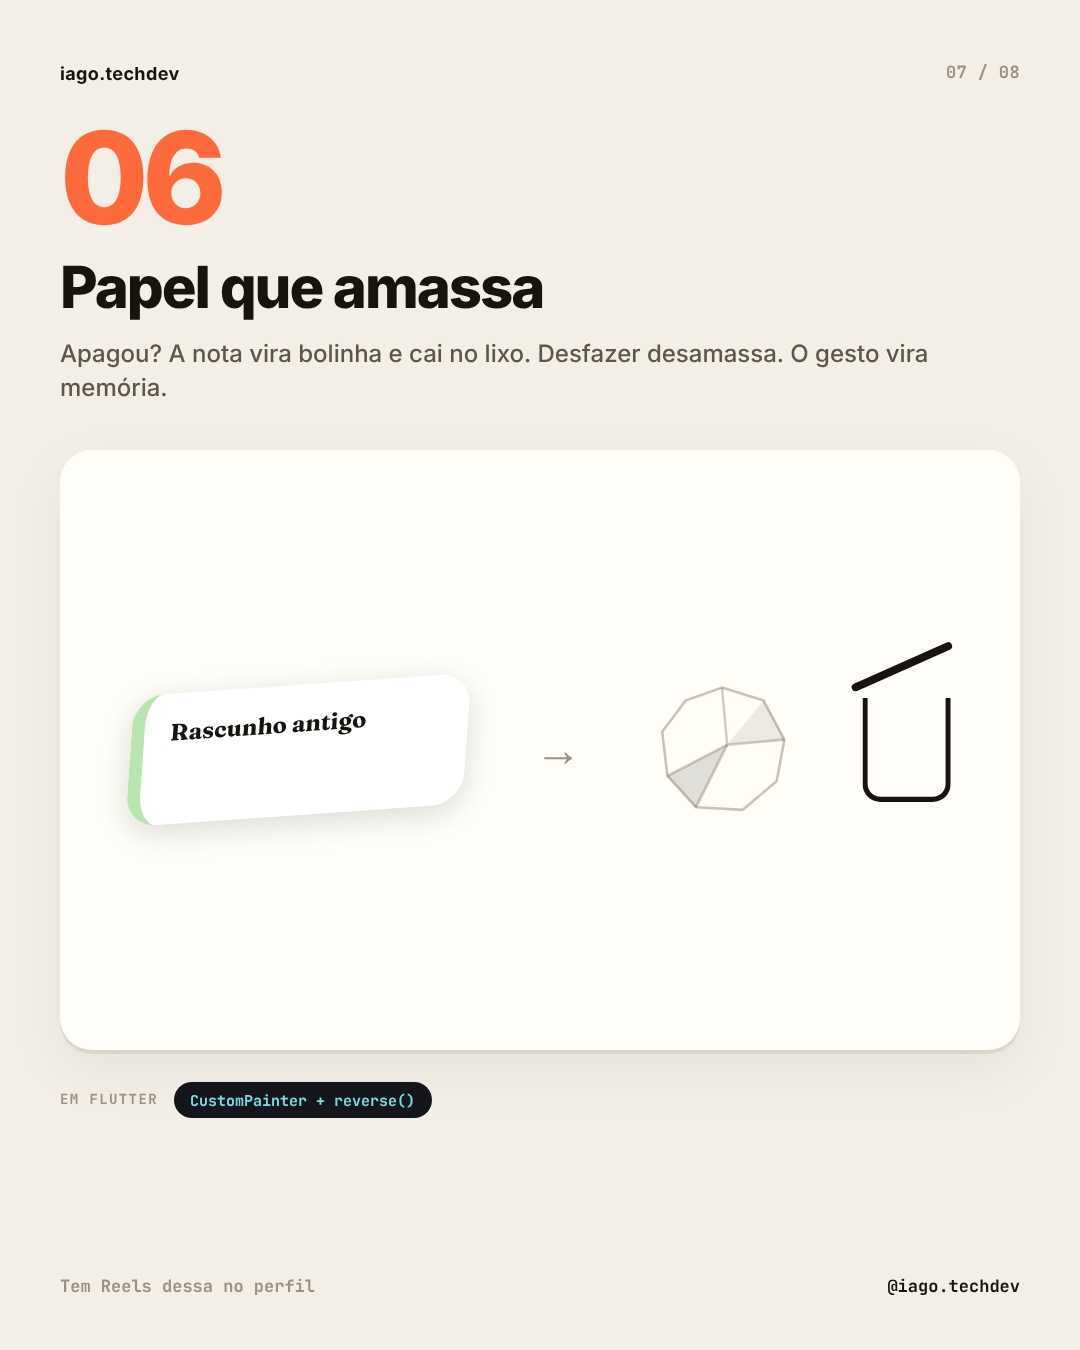 iago.techdev
07 / 08
06
Papel que amassa
Apagou? A nota vira bolinha e cai no lixo. Desfazer desamassa. O gesto vira
memória.
Rascunho antigo
→
EM FLUTTER
CustomPainter + reverse()
Tem Reels dessa no perfil
@iago.techdev